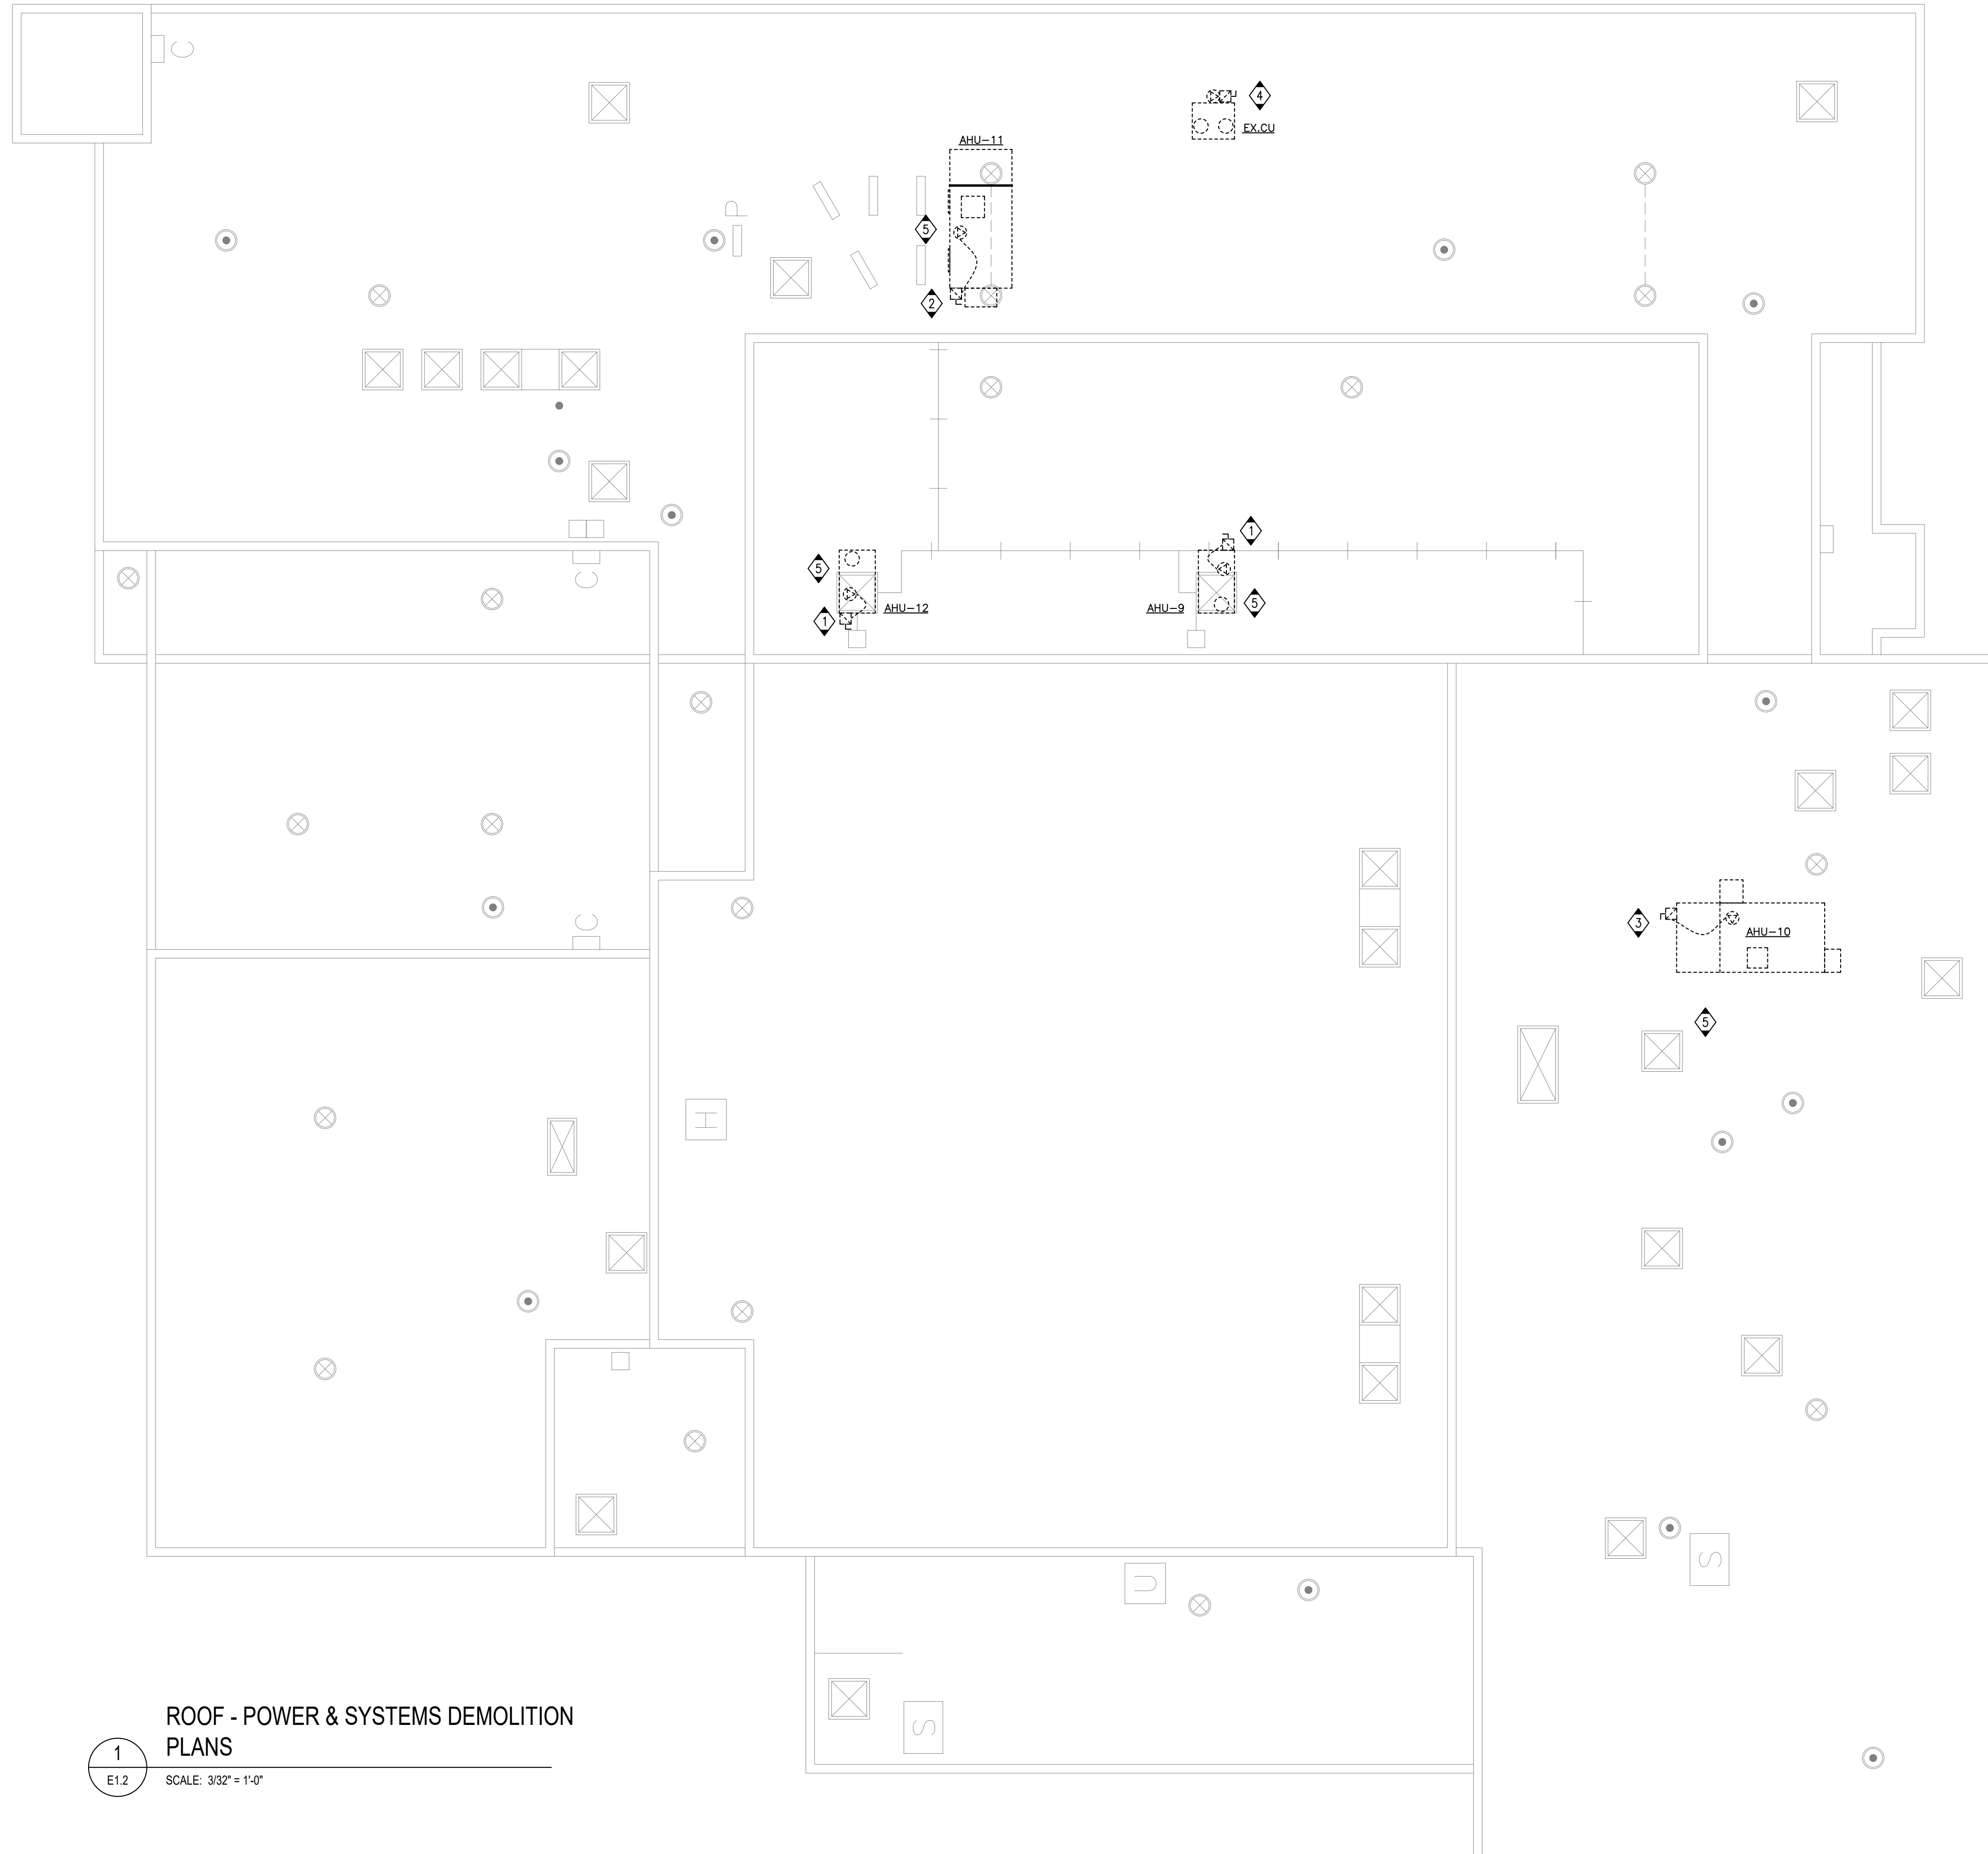 C
4
EX.CU
AHU-11
P
5
2
1
5
C
AHU-12
AHU-9
5
1
C
3
AHU-10
5
H
S
U
S
ROOF - POWER & SYSTEMS DEMOLITION
PLANS
1
E1.2
SCALE: 3/32" = 1'-0"